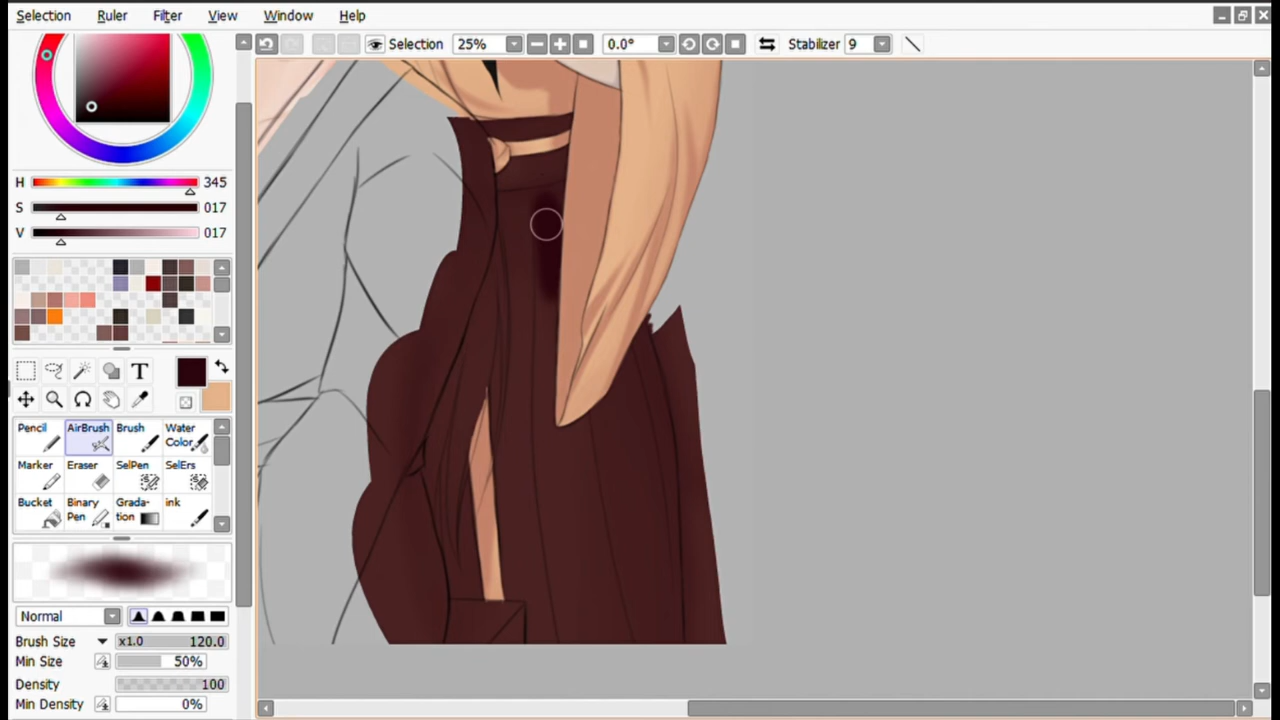 Selection Ruler Filter View Window Help
Selection 25% 0.0° Stabilizer 9
H 345
S 017
V 017
T
Pencil AirBrush Brush Water Color
Marker Eraser SelPen SelErs
Bucket Binary Pen Grada-tion ink
Normal
Brush Size x1.0 120.0
Min Size 50%
Density 100
Min Density 0%